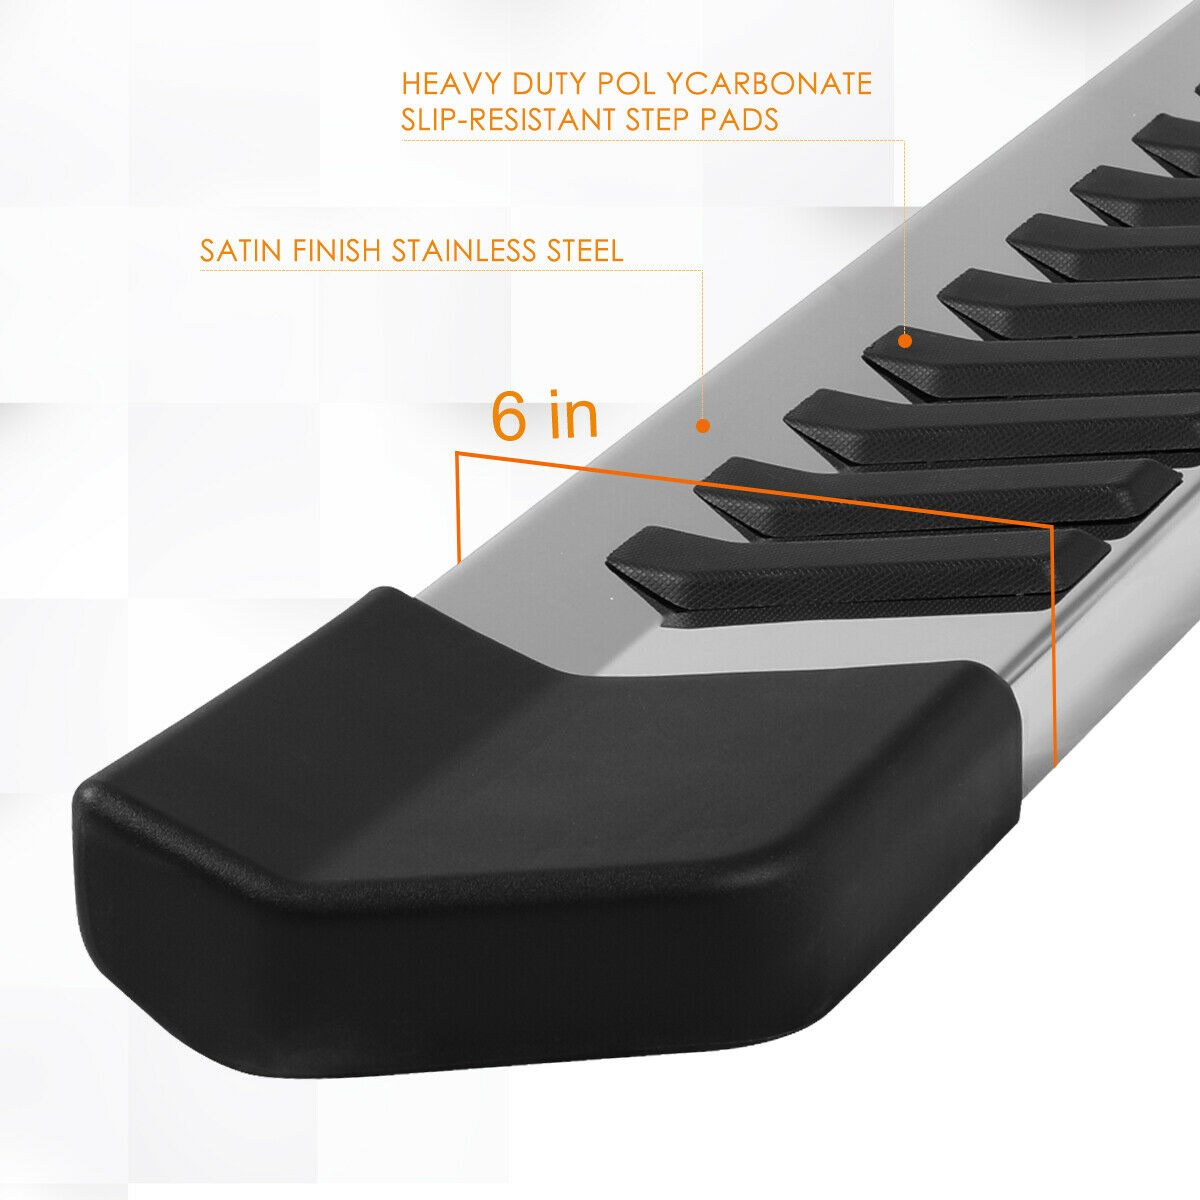 HEAVY DUTY POL YCARBONATE
SLIP-RESISTANT STEP PADS
SATIN FINISH STAINLESS STEEL
6 in